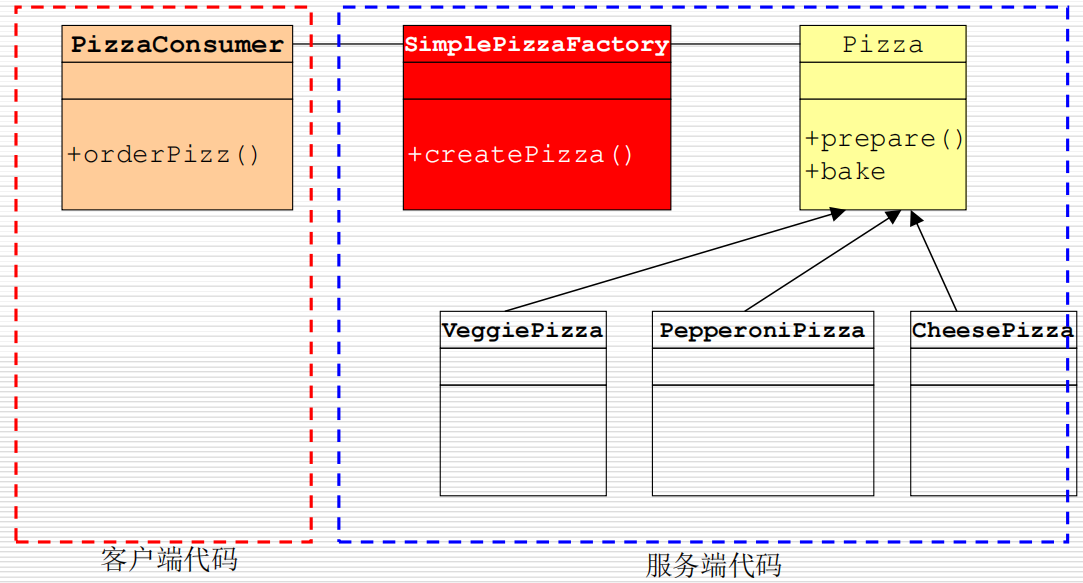 PizzaConsumer
SimplePizzaFactory
Pizza
+orderPizz()
+createPizza()
+prepare()
+bake
VeggiePizza
PepperoniPizza
CheesePizza
客户端代码
服务端代码